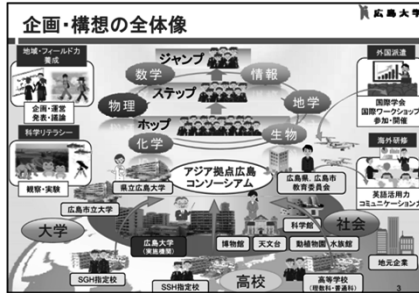 企画・構想の全体像
広島大学
地域・フィールド力
養成
企画・運営
発表・議論
科学リテラシー
観察・実験
ジャンプ
数学
情報
ステップ
物理
地学
ホップ
化学
生物
外国派遣
国際学会
国際ワークショップ
参加・開催
海外研修
英語活用力
コミュニケーション力
アジア拠点広島
コンソーシアム
県立広島大学
広島県、広島市
教育委員会
広島市立大学
科学館
大学
広島大学
(実施機関)
博物館
天文台
動植物園
水族館
社会
地元企業
SGH指定校
SSH指定校
高校
高等学校
(理数科・普通科)
3